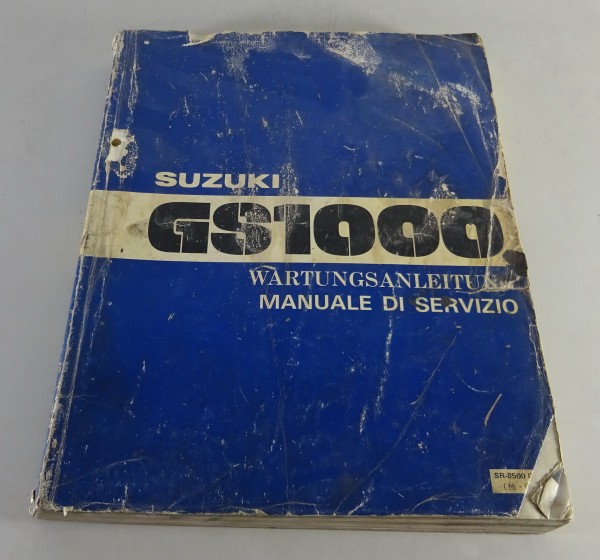 SUZUKI
GS1000
WARTUNGSANLEITUN
MANUALE DI SERVIZIO
SR-8500